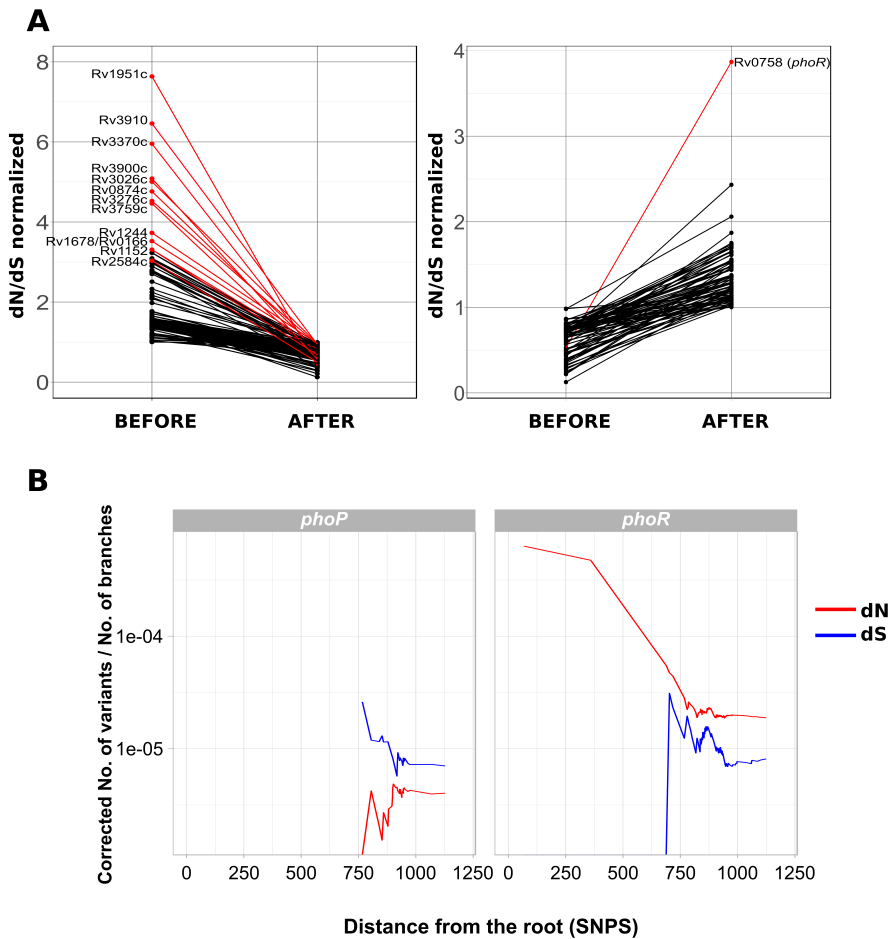 A
dN/dS normalized
8
6
4
2
0
Rv1951c
Rv3910
Rv3370c
Rv3900c
Rv3026c
Rv0874c
Rv3276c
Rv3759c
Rv1244
Rv1678/Rv0166
Rv1152
Rv2584c
BEFORE AFTER
dN/dS normalized
4
3
2
1
0
Rv0758 (phoR)
BEFORE AFTER
B
Corrected No. of variants / No. of branches
phoP phoR
1e-04
1e-05
dN
dS
0 250 500 750 1000 1250 0 250 500 750 1000 1250
Distance from the root (SNPS)